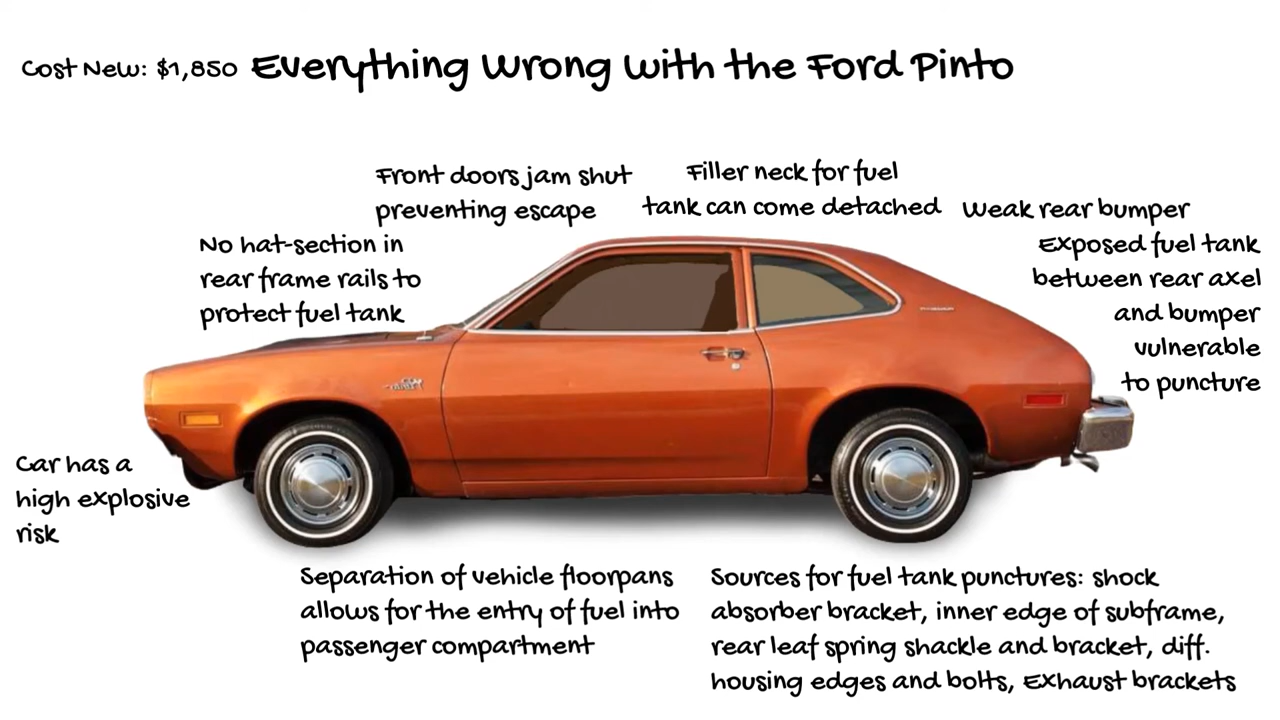 Cost New: $1,850 Everything Wrong with the Ford Pinto
Front doors jam shut
preventing escape
Filler neck for fuel
tank can come detached
Weak rear bumper
No hat-section in
rear frame rails to
protect fuel tank
Exposed fuel tank
between rear axel
and bumper
vulnerable
to puncture
Car has a
high explosive
risk
Separation of vehicle floorpans
allows for the entry of fuel into
passenger compartment
Sources for fuel tank punctures: shock
absorber bracket, inner edge of subframe,
rear leaf spring shackle and bracket, diff.
housing edges and bolts, Exhaust brackets